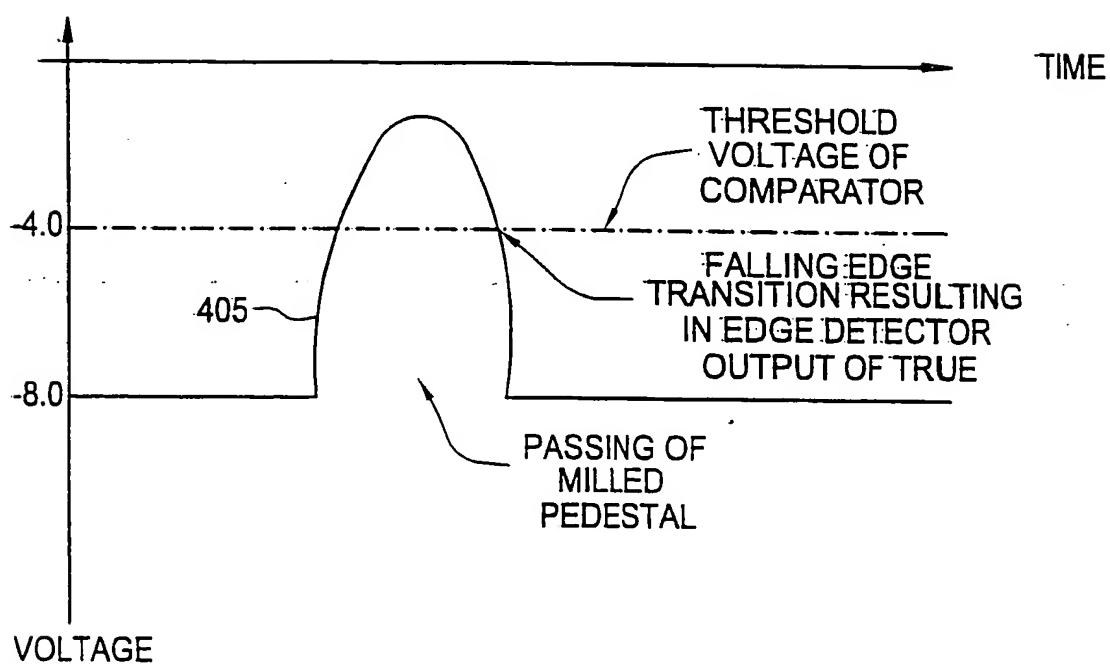 TIME
THRESHOLD
VOLTAGE OF
COMPARATOR
-4.0
FALLING EDGE
TRANSITION RESULTING
IN EDGE DETECTOR
OUTPUT OF TRUE
405
-8.0
PASSING OF
MILLED
PEDESTAL
VOLTAGE